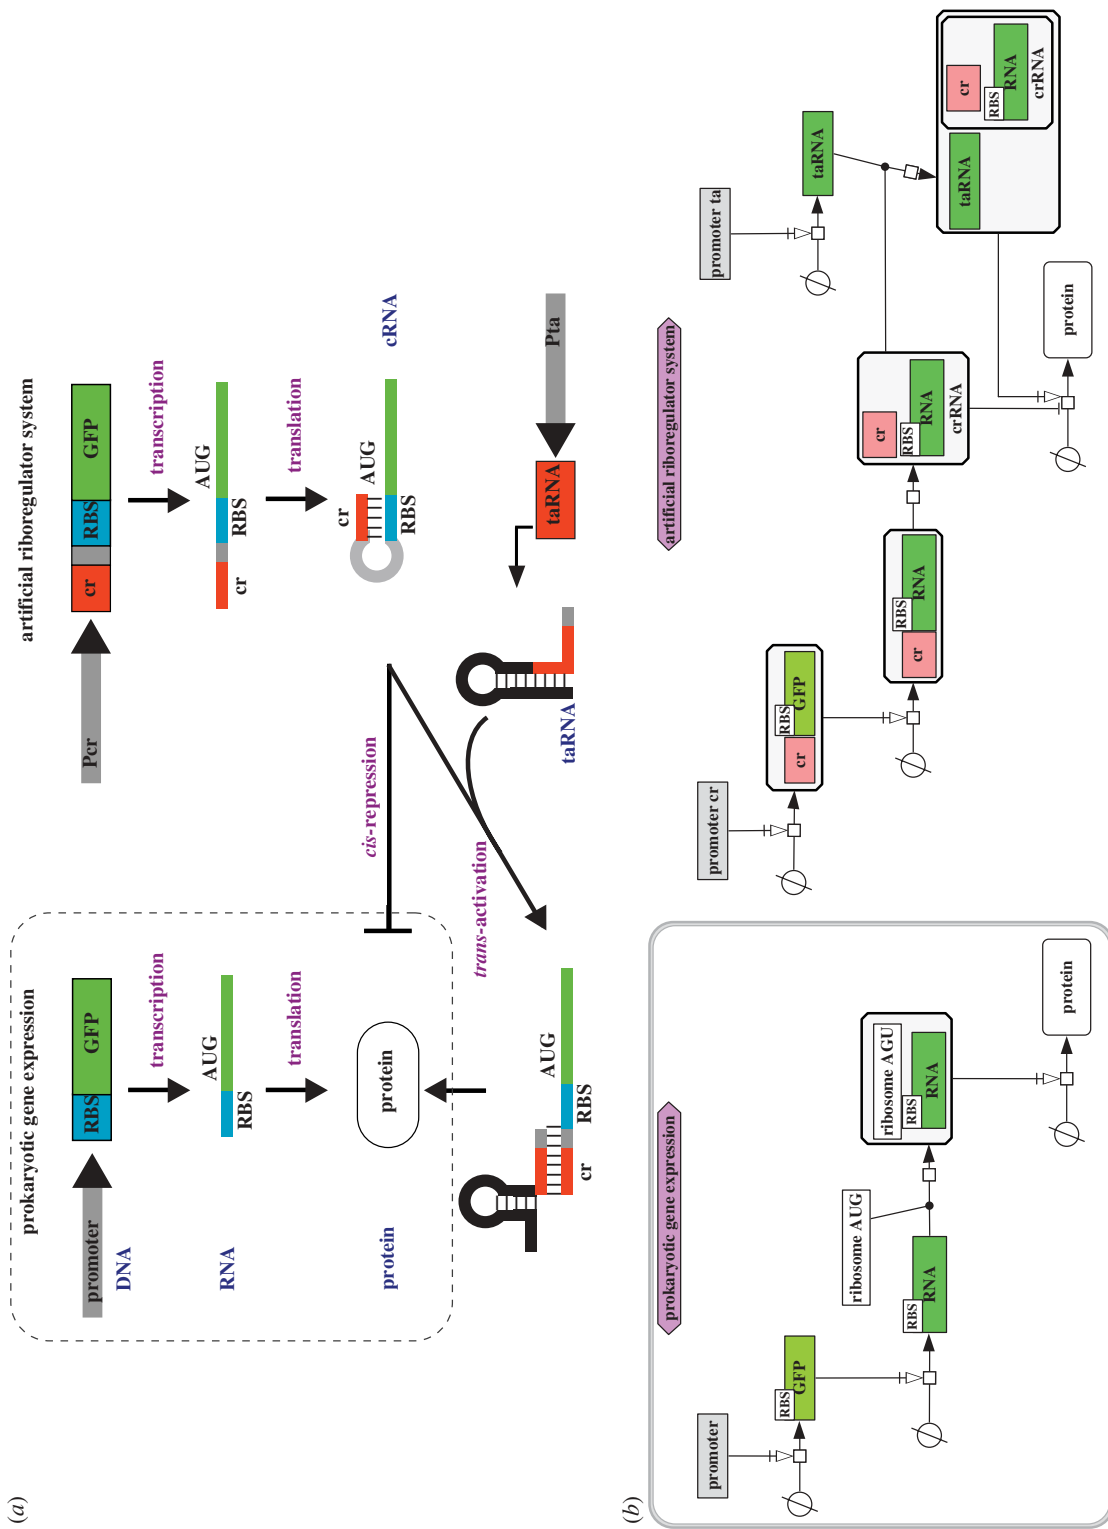 (a)
prokaryotic gene expression
artificial riboregulator system
promoter
RBS
GFP
Pcr
cr
RBS
GFP
DNA
transcription
transcription
AUG
RBS
RNA
AUG
cr
RBS
translation
translation
protein
protein
cis-repression
cr
AUG
RBS
cRNA
trans-activation
AUG
RBS
cr
taRNA
taRNA
Pta
(b)
prokaryotic gene expression
artificial riboregulator system
promoter
RBS
GFP
ribosome AUG
RBS
RNA
ribosome AGU
RBS
RNA
protein
promoter cr
cr
RBS
GFP
cr
RBS
RNA
cr
RBS
RNA
crRNA
promoter ta
taRNA
taRNA
cr
RBS
RNA
crRNA
protein